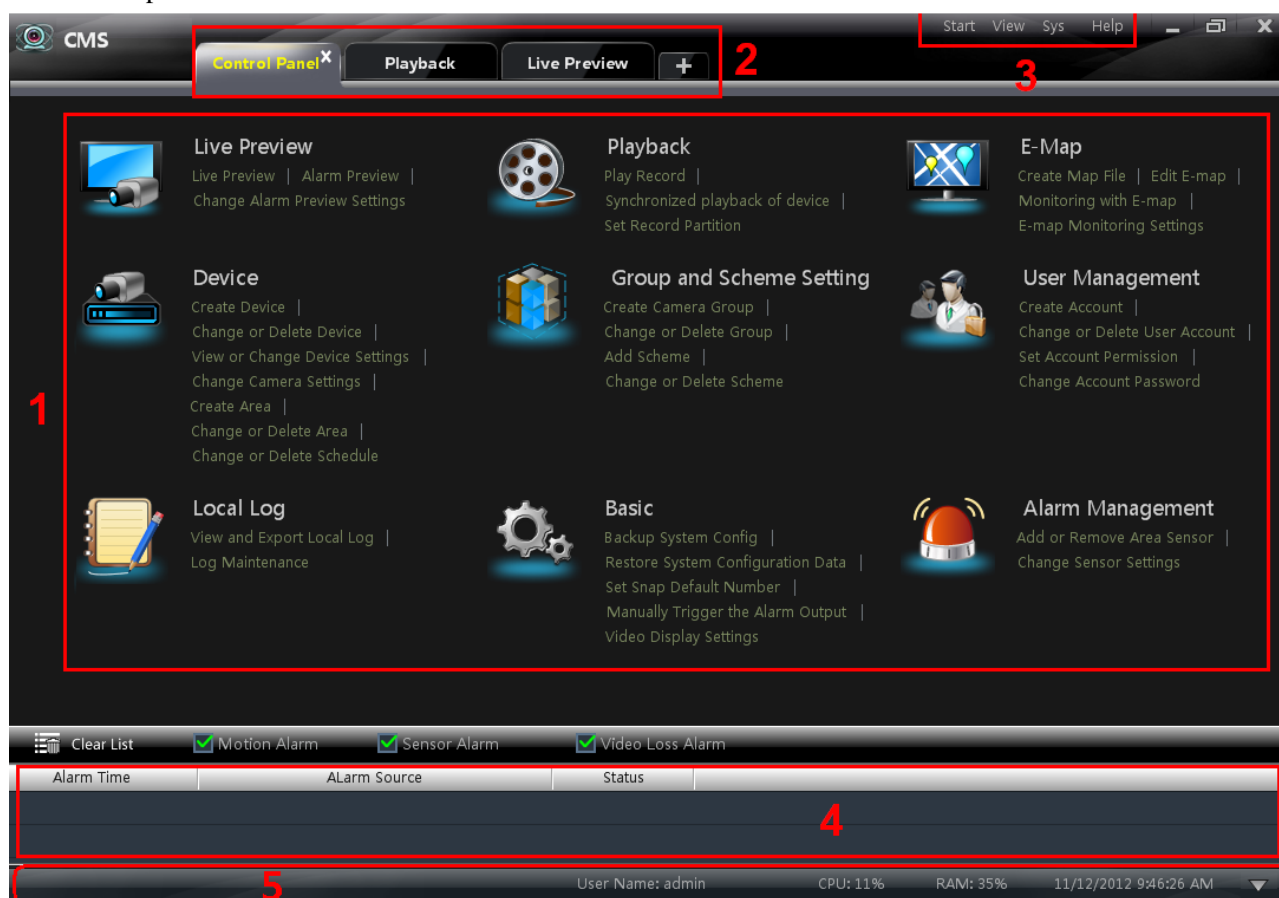 CMS
Start View Sys Help
Control Panel X Playback Live Preview +
2
3
Live Preview
Live Preview | Alarm Preview |
Change Alarm Preview Settings
Playback
Play Record |
Synchronized playback of device |
Set Record Partition
E-Map
Create Map File | Edit E-map |
Monitoring with E-map |
E-map Monitoring Settings
Device
Create Device |
Change or Delete Device |
View or Change Device Settings |
Change Camera Settings |
Create Area |
Change or Delete Area |
Change or Delete Schedule
Group and Scheme Setting
Create Camera Group |
Change or Delete Group |
Add Scheme |
Change or Delete Scheme
User Management
Create Account |
Change or Delete User Account |
Set Account Permission |
Change Account Password
1
Local Log
View and Export Local Log |
Log Maintenance
Basic
Backup System Config |
Restore System Configuration Data |
Set Snap Default Number |
Manually Trigger the Alarm Output |
Video Display Settings
Alarm Management
Add or Remove Area Sensor |
Change Sensor Settings
Clear List Motion Alarm Sensor Alarm Video Loss Alarm
Alarm Time ALarm Source Status
4
5
User Name: admin CPU: 11% RAM: 35% 11/12/2012 9:46:26 AM